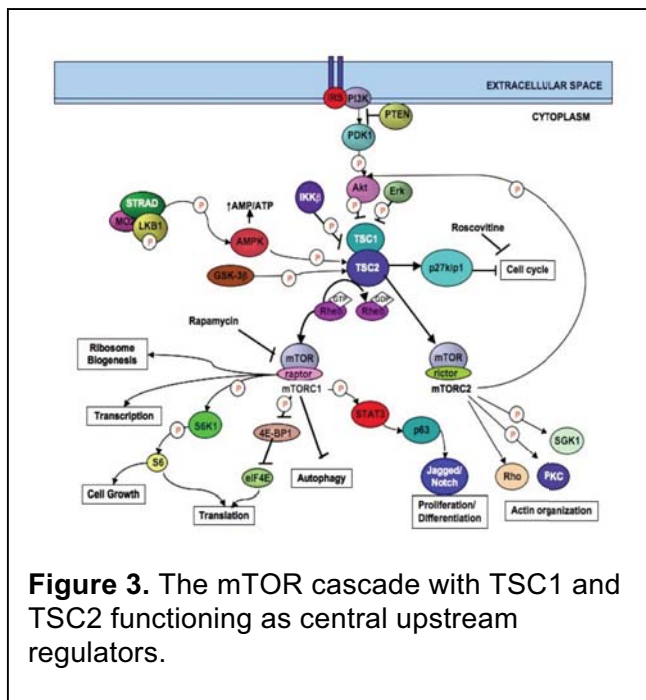 EXTRACELLULAR SPACE
IRS PI3K
CYTOPLASM
PTEN
PDK1
P
P
Akt
Erk
IKKβ
P
P
P
STRAD
MO25
LKB1
P
P
↑AMP/ATP
AMPK
P
TSC1
TSC2
GSK-3β
P
p27kip1
Roscovitine
Cell cycle
GTP
Rheb
GDP
Rheb
Rapamycin
mTOR
raptor
mTORC1
mTOR
rictor
mTORC2
Ribosome
Biogenesis
Transcription
P
S6K1
P
S6
Cell Growth
P
4E-BP1
eIF4E
Translation
Autophagy
P
STAT3
p63
Jagged/
Notch
Proliferation/
Differentiation
P
P
SGK1
Rho
PKC
Actin organization
Figure 3. The mTOR cascade with TSC1 and
TSC2 functioning as central upstream
regulators.